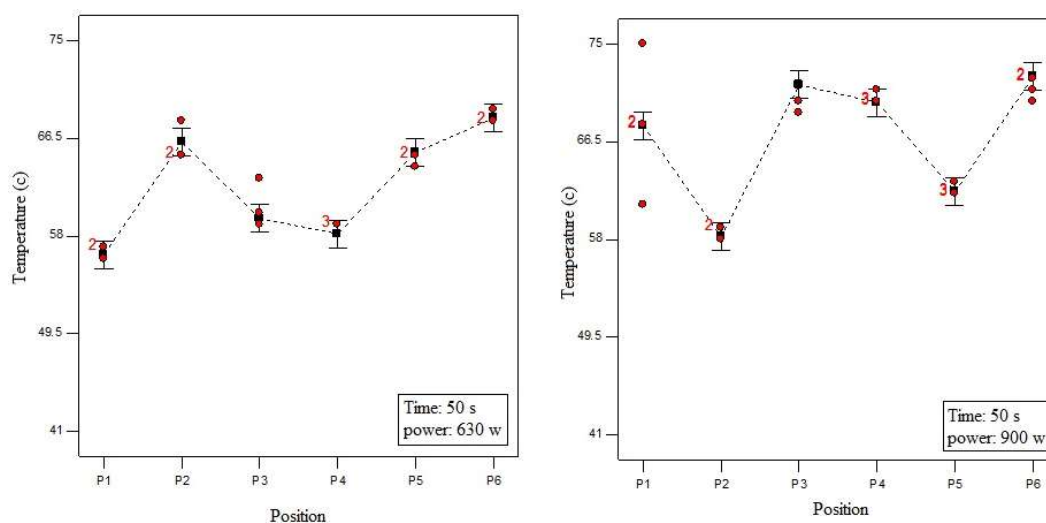 75
66.5
58
49.5
41
Temperature (c)
2
2
3
2
2
Time: 50 s
power: 630 w
P1 P2 P3 P4 P5 P6
Position
75
66.5
58
49.5
41
Temperature (c)
2
2
3
3
2
Time: 50 s
power: 900 w
P1 P2 P3 P4 P5 P6
Position